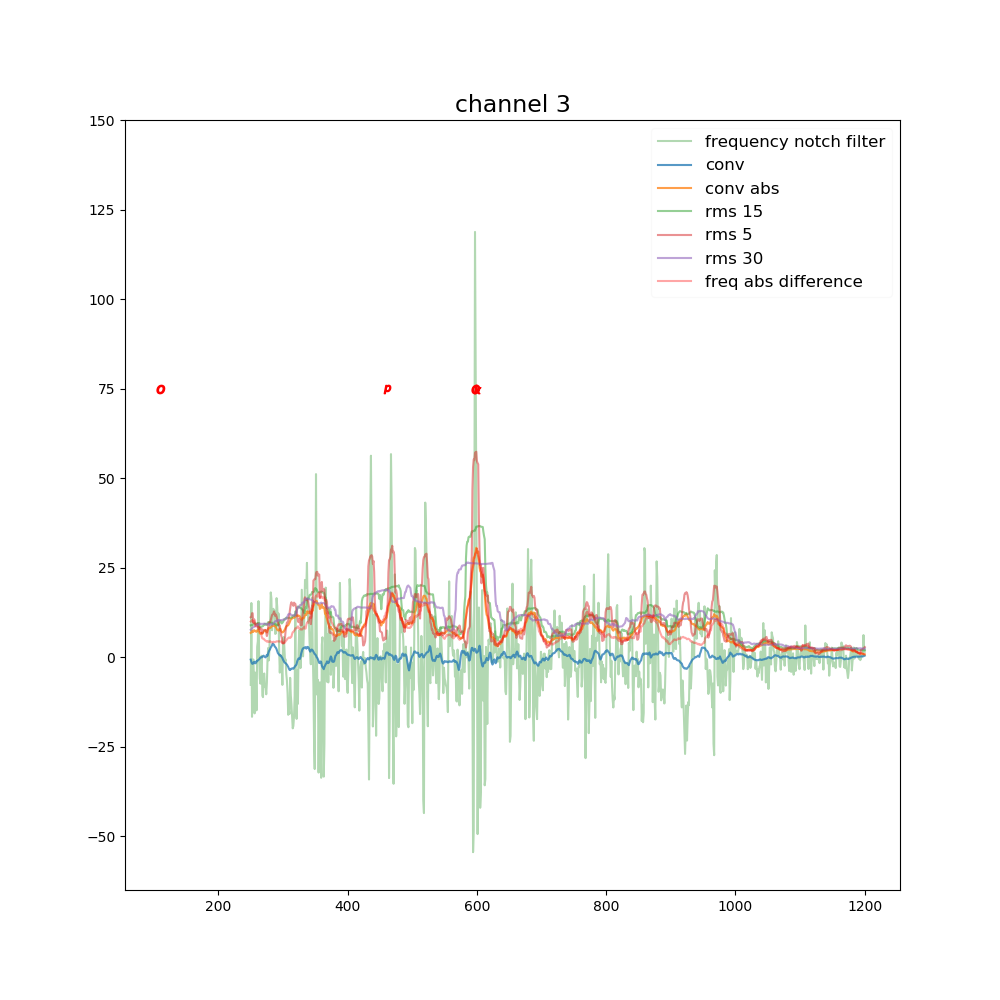 channel 3
150
125
100
75
50
25
0
−25
−50
frequency notch filter
conv
conv abs
rms 15
rms 5
rms 30
freq abs difference
o
p
200
400
600
800
1000
1200